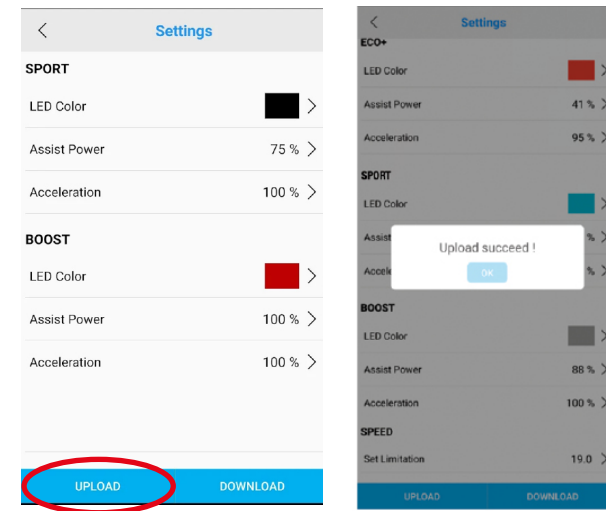 Settings
SPORT
LED Color
Assist Power 75 %
Acceleration 100 %
BOOST
LED Color
Assist Power 100 %
Acceleration 100 %
UPLOAD DOWNLOAD
Settings
ECO+
LED Color
Assist Power 41 %
Acceleration 95 %
SPORT
LED Color
Assist %
Upload succeed !
Accele %
OK
BOOST
LED Color
Assist Power 88 %
Acceleration 100 %
SPEED
Set Limitation 19.0
UPLOAD DOWNLOAD